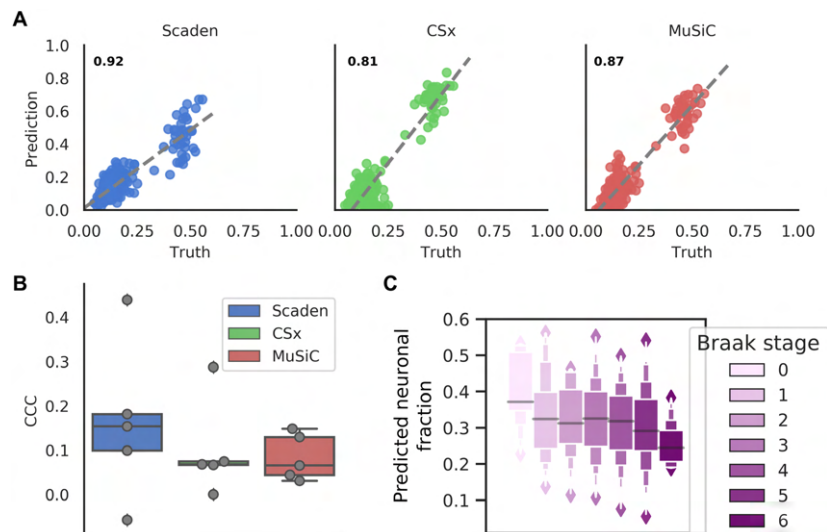 A
Scaden
CSx
MuSiC
Prediction
1.0
0.8
0.6
0.4
0.2
0.0
0.92
0.81
0.87
0.00 0.25 0.50 0.75 1.00
0.00 0.25 0.50 0.75 1.00
0.00 0.25 0.50 0.75 1.00
Truth
Truth
Truth
B
CCC
0.4
0.3
0.2
0.1
0.0
Scaden
CSx
MuSiC
C
Predicted neuronal
fraction
0.6
0.5
0.4
0.3
0.2
0.1
Braak stage
0
1
2
3
4
5
6